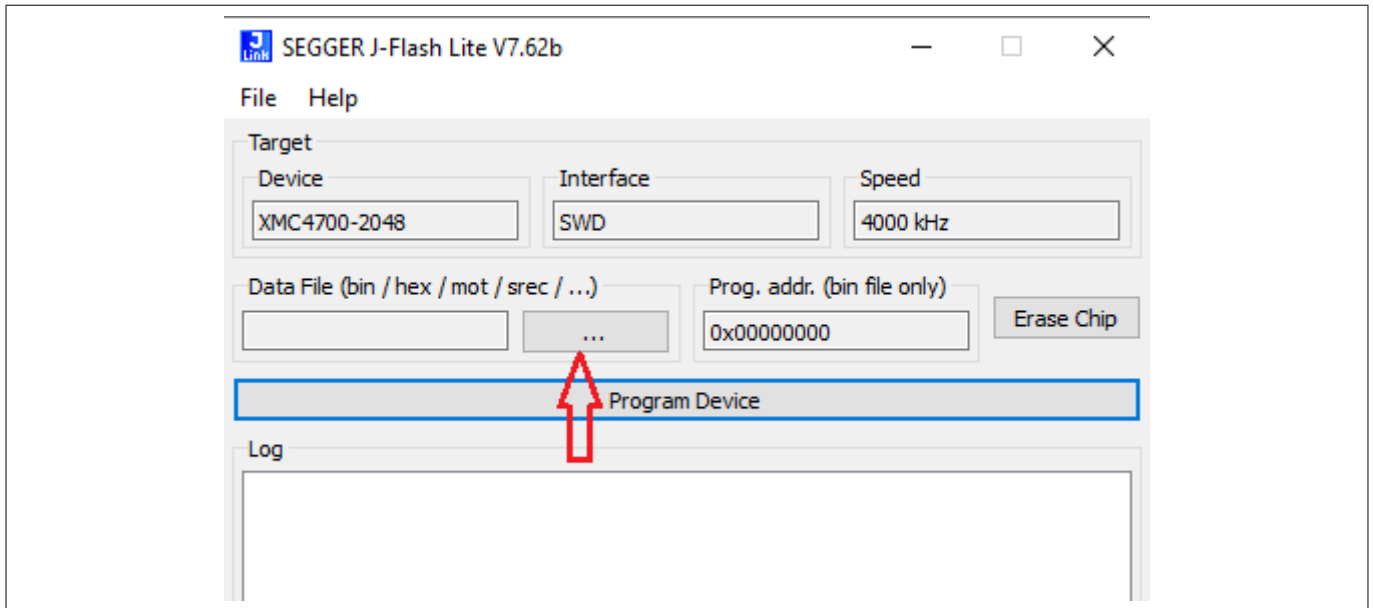 J
Link
SEGGER J-Flash Lite V7.62b
File Help
Target
Device Interface Speed
XMC4700-2048 SWD 4000 kHz
Data File (bin / hex / mot / srec / ...) Prog. addr. (bin file only)
... 0x00000000 Erase Chip
Program Device
Log